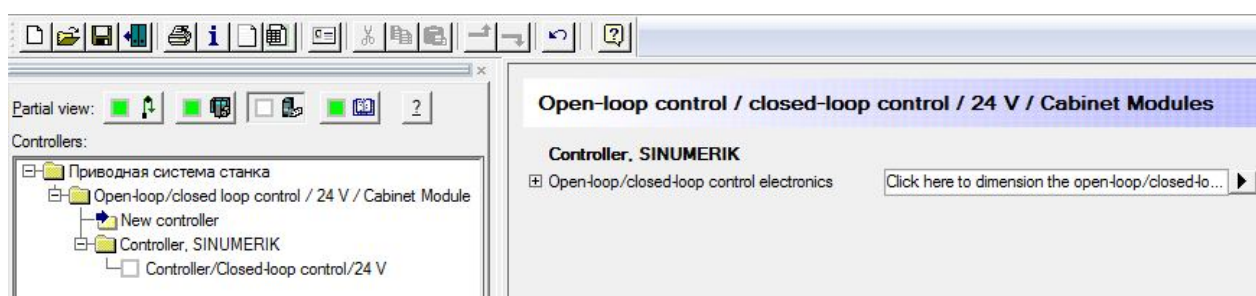 Partial view: ?
Controllers:
Приводная система станка
Open-loop/closed loop control / 24 V / Cabinet Module
New controller
Controller, SINUMERIK
Controller/Closed-loop control/24 V
Open-loop control / closed-loop control / 24 V / Cabinet Modules
Controller, SINUMERIK
Open-loop/closed-loop control electronics Click here to dimension the open-loop/closed-lo...